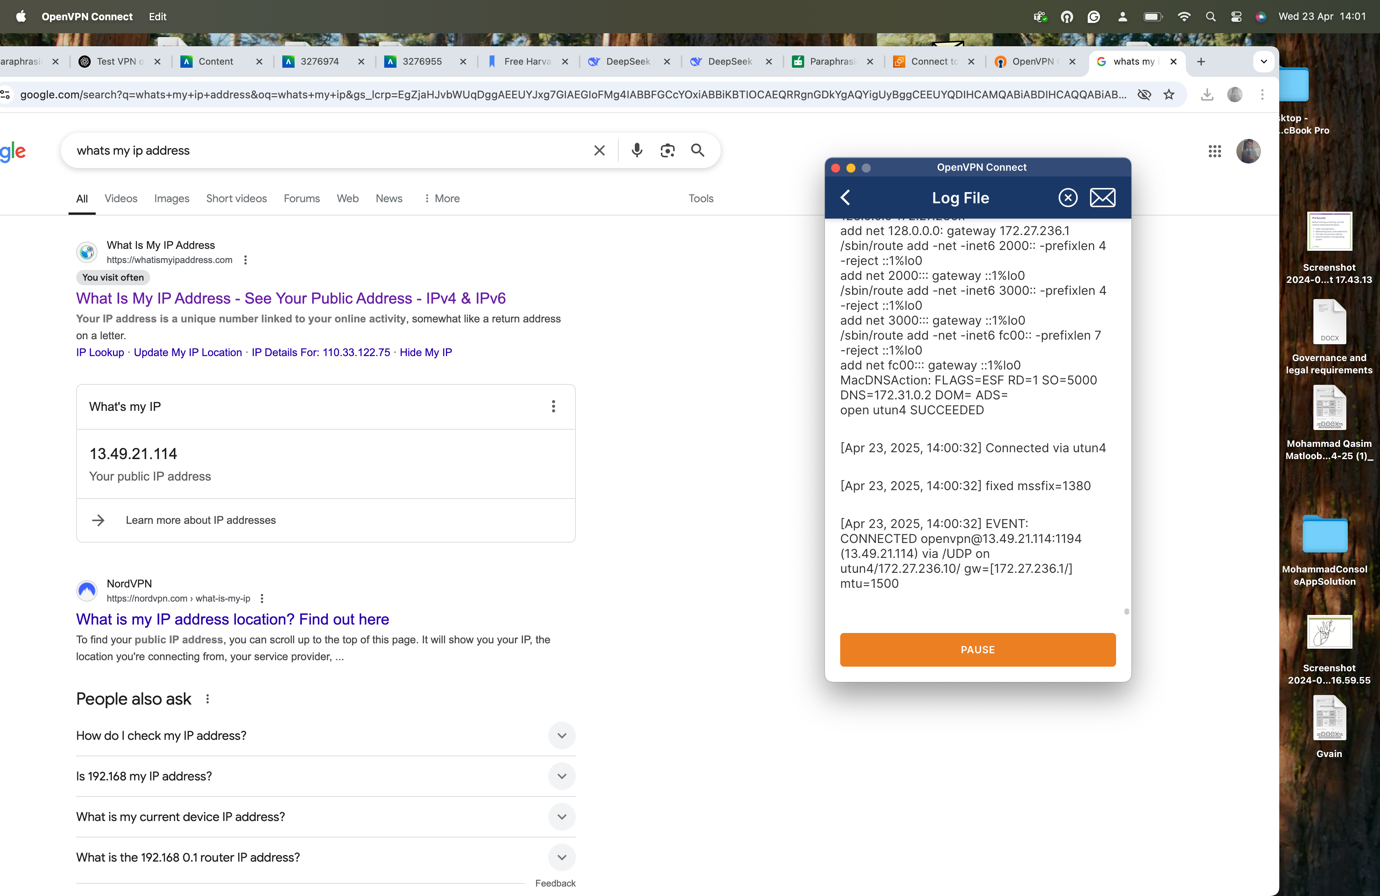 OpenVPN Connect Edit
Wed 23 Apr 14:01
Test VPN o
Content
3276974
3276955
Free Harva
DeepSeek
DeepSeek
Paraphrasi
Connect to
OpenVPN C
whats my i
google.com/search?q=whats+my+ip+address&oq=whats+my+ip&gs_lcrp=EgZjaHJvbWUqDggAEEUYJxg7GIAEGIoFMg4IABBFGCcYOxiABBiKBTIOCAEQRRgnGDkYgAQYigUyBggCEEUYQDIHCAMQABiABDIHCAQQABiAB...
gle
whats my ip address
All Videos Images Short videos Forums Web News More Tools
What Is My IP Address
https://whatismyipaddress.com
You visit often
What Is My IP Address - See Your Public Address - IPv4 & IPv6
Your IP address is a unique number linked to your online activity, somewhat like a return address
on a letter.
IP Lookup · Update My IP Location · IP Details For: 110.33.122.75 · Hide My IP
What's my IP
13.49.21.114
Your public IP address
Learn more about IP addresses
NordVPN
https://nordvpn.com › what-is-my-ip
What is my IP address location? Find out here
To find your public IP address, you can scroll up to the top of this page. It will show you your IP, the
location you're connecting from, your service provider, ...
People also ask
How do I check my IP address?
Is 192.168 my IP address?
What is my current device IP address?
What is the 192.168 0.1 router IP address?
Feedback
OpenVPN Connect
Log File
add net 128.0.0.0: gateway 172.27.236.1
/sbin/route add -net -inet6 2000:: -prefixlen 4
-reject ::1%lo0
add net 2000::: gateway ::1%lo0
/sbin/route add -net -inet6 3000:: -prefixlen 4
-reject ::1%lo0
add net 3000::: gateway ::1%lo0
/sbin/route add -net -inet6 fc00:: -prefixlen 7
-reject ::1%lo0
add net fc00::: gateway ::1%lo0
MacDNSAction: FLAGS=ESF RD=1 SO=5000
DNS=172.31.0.2 DOM= ADS=
open utun4 SUCCEEDED
[Apr 23, 2025, 14:00:32] Connected via utun4
[Apr 23, 2025, 14:00:32] fixed mssfix=1380
[Apr 23, 2025, 14:00:32] EVENT:
CONNECTED openvpn@13.49.21.114:1194
(13.49.21.114) via /UDP on
utun4/172.27.236.10/ gw=[172.27.236.1/]
mtu=1500
PAUSE
ktop -
...cBook Pro
Screenshot
2024-0...t 17.43.13
DOCX
Governance and
legal requirements
Mohammad Qasim
Matloob...4-25 (1)_
MohammadConsol
eAppSolution
Screenshot
2024-0...16.59.55
DOCX
Gvain